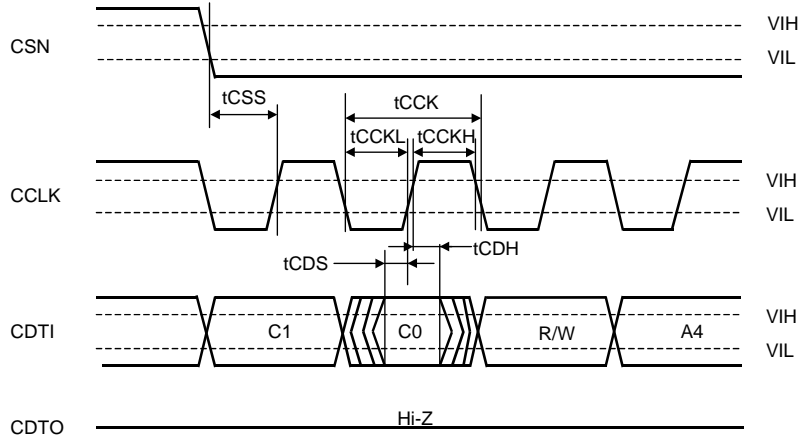 CSN
VIH
VIL
tCSS
tCCK
tCCKL
tCCKH
CCLK
VIH
VIL
tCDS
tCDH
CDTI
C1
C0
R/W
A4
VIH
VIL
CDTO
Hi-Z